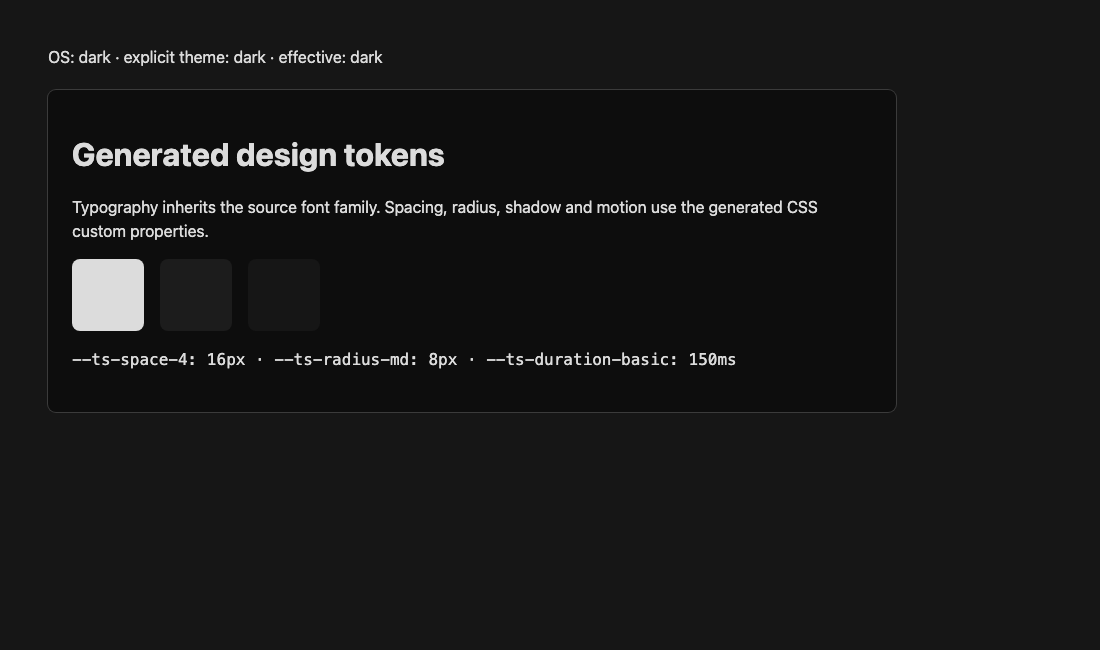 OS: dark · explicit theme: dark · effective: dark
Generated design tokens
Typography inherits the source font family. Spacing, radius, shadow and motion use the generated CSS
custom properties.
--ts-space-4: 16px · --ts-radius-md: 8px · --ts-duration-basic: 150ms